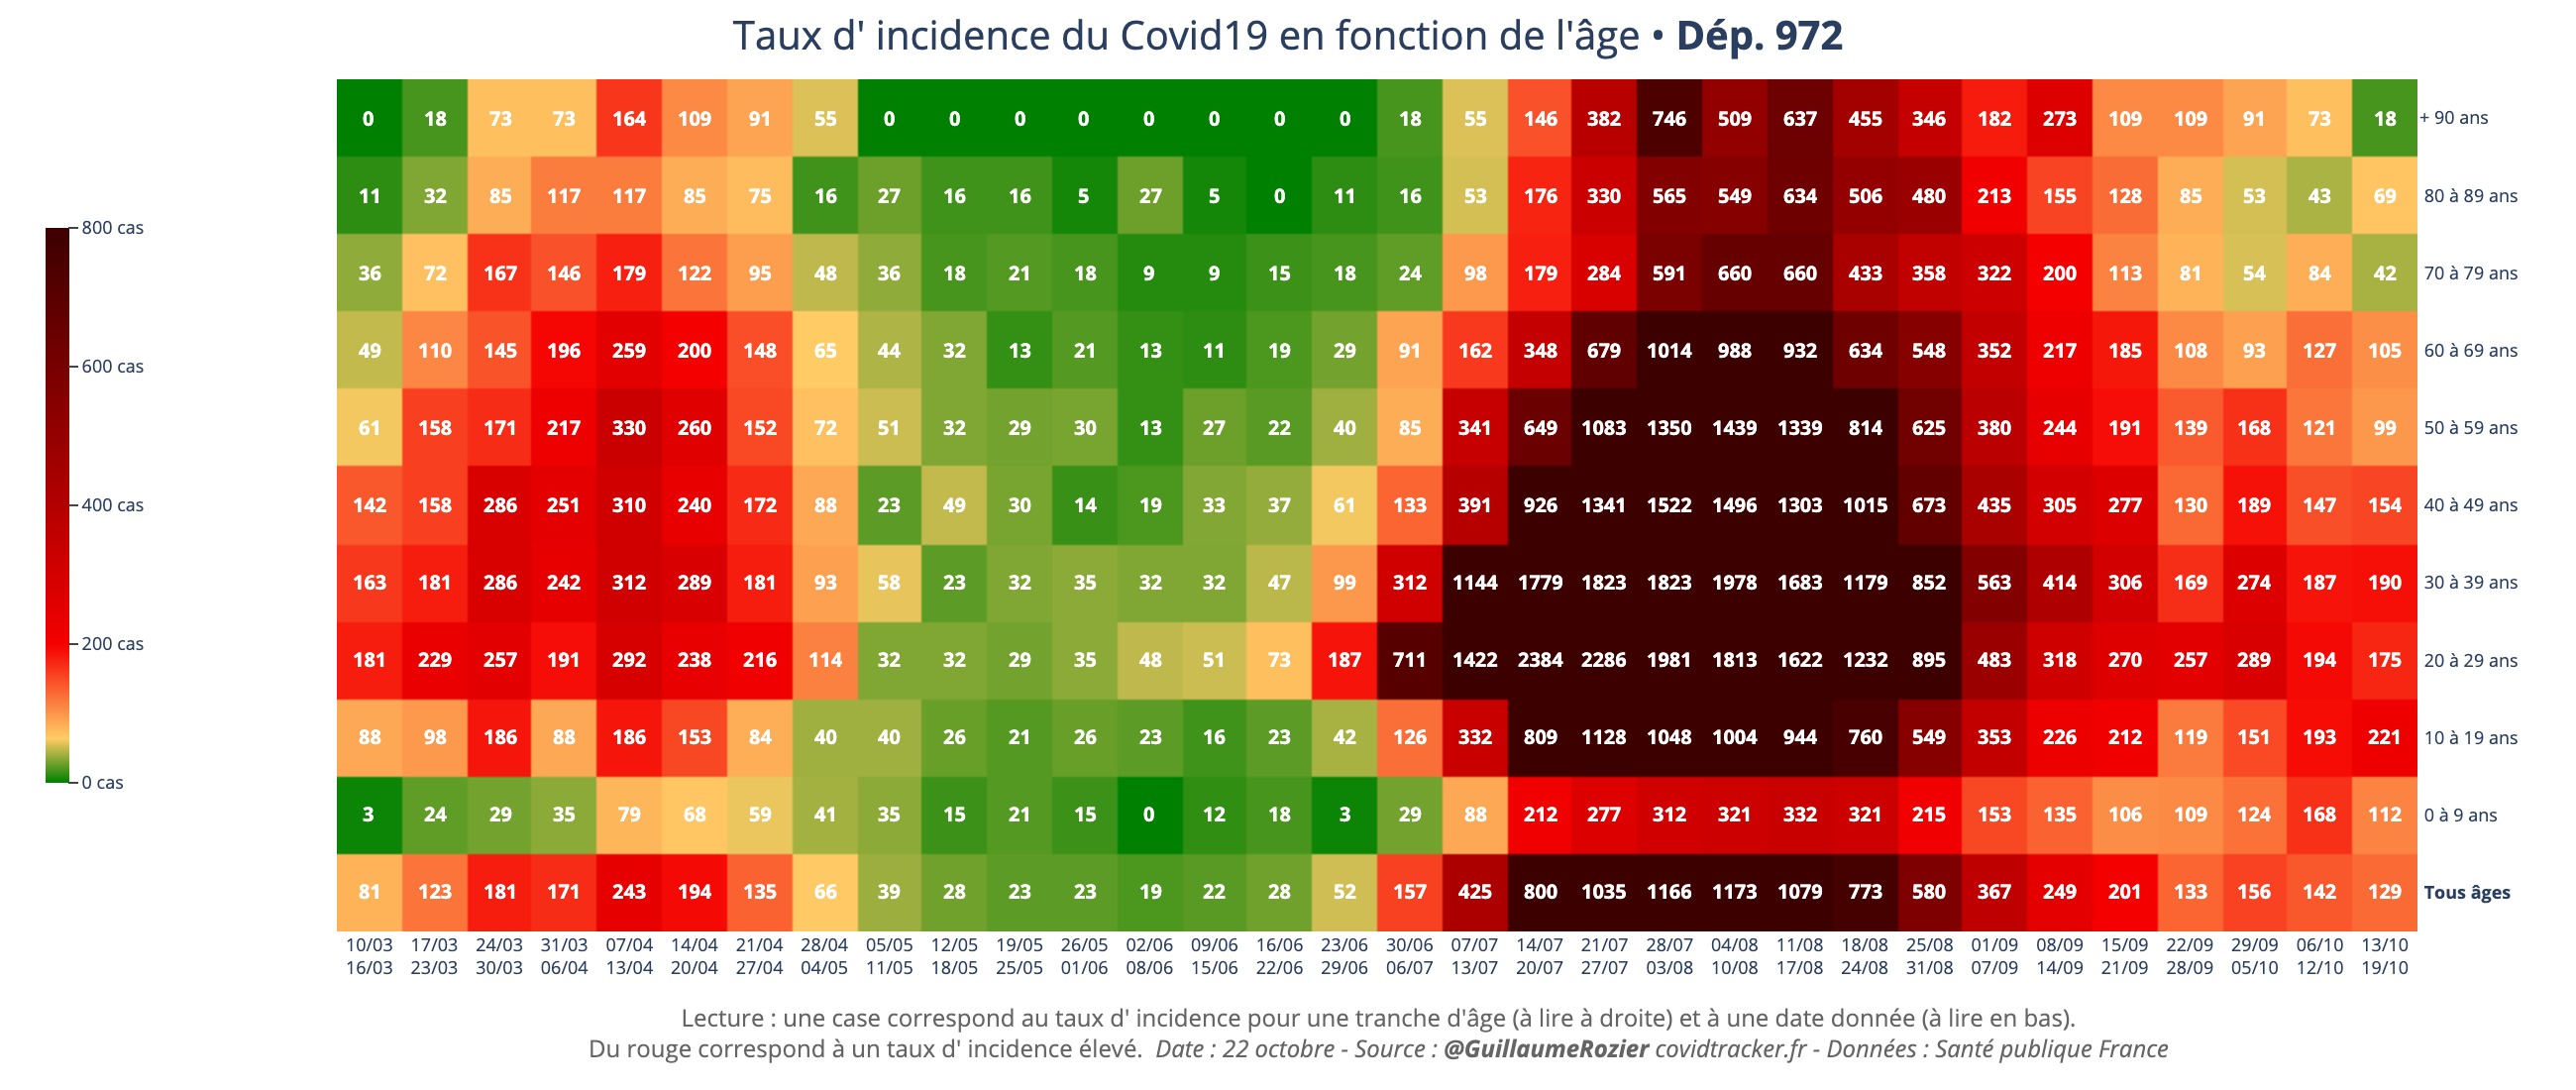 Taux d' incidence du Covid19 en fonction de l'âge • Dép. 972
800 cas
600 cas
400 cas
200 cas
0 cas
0 18 73 73 164 109 91 55 0 0 0 0 0 0 0 0 18 55 146 382 746 509 637 455 346 182 273 109 109 91 73 18 + 90 ans
11 32 85 117 117 85 75 16 27 16 16 5 27 5 0 11 16 53 176 330 565 549 634 506 480 213 155 128 85 53 43 69 80 à 89 ans
36 72 167 146 179 122 95 48 36 18 21 18 9 9 15 18 24 98 179 284 591 660 660 433 358 322 200 113 81 54 84 42 70 à 79 ans
49 110 145 196 259 200 148 65 44 32 13 21 13 11 19 29 91 162 348 679 1014 988 932 634 548 352 217 185 108 93 127 105 60 à 69 ans
61 158 171 217 330 260 152 72 51 32 29 30 13 27 22 40 85 341 649 1083 1350 1439 1339 814 625 380 244 191 139 168 121 99 50 à 59 ans
142 158 286 251 310 240 172 88 23 49 30 14 19 33 37 61 133 391 926 1341 1522 1496 1303 1015 673 435 305 277 130 189 147 154 40 à 49 ans
163 181 286 242 312 289 181 93 58 23 32 35 32 32 47 99 312 1144 1779 1823 1823 1978 1683 1179 852 563 414 306 169 274 187 190 30 à 39 ans
181 229 257 191 292 238 216 114 32 32 29 35 48 51 73 187 711 1422 2384 2286 1981 1813 1622 1232 895 483 318 270 257 289 194 175 20 à 29 ans
88 98 186 88 186 153 84 40 40 26 21 26 23 16 23 42 126 332 809 1128 1048 1004 944 760 549 353 226 212 119 151 193 221 10 à 19 ans
3 24 29 35 79 68 59 41 35 15 21 15 0 12 18 3 29 88 212 277 312 321 332 321 215 153 135 106 109 124 168 112 0 à 9 ans
81 123 181 171 243 194 135 66 39 28 23 23 19 22 28 52 157 425 800 1035 1166 1173 1079 773 580 367 249 201 133 156 142 129 Tous âges
10/03 17/03 24/03 31/03 07/04 14/04 21/04 28/04 05/05 12/05 19/05 26/05 02/06 09/06 16/06 23/06 30/06 07/07 14/07 21/07 28/07 04/08 11/08 18/08 25/08 01/09 08/09 15/09 22/09 29/09 06/10 13/10
16/03 23/03 30/03 06/04 13/04 20/04 27/04 04/05 11/05 18/05 25/05 01/06 08/06 15/06 22/06 29/06 06/07 13/07 20/07 27/07 03/08 10/08 17/08 24/08 31/08 07/09 14/09 21/09 28/09 05/10 12/10 19/10
Lecture : une case correspond au taux d' incidence pour une tranche d'âge (à lire à droite) et à une date donnée (à lire en bas).
Du rouge correspond à un taux d' incidence élevé. Date : 22 octobre - Source : @GuillaumeRozier covidtracker.fr - Données : Santé publique France